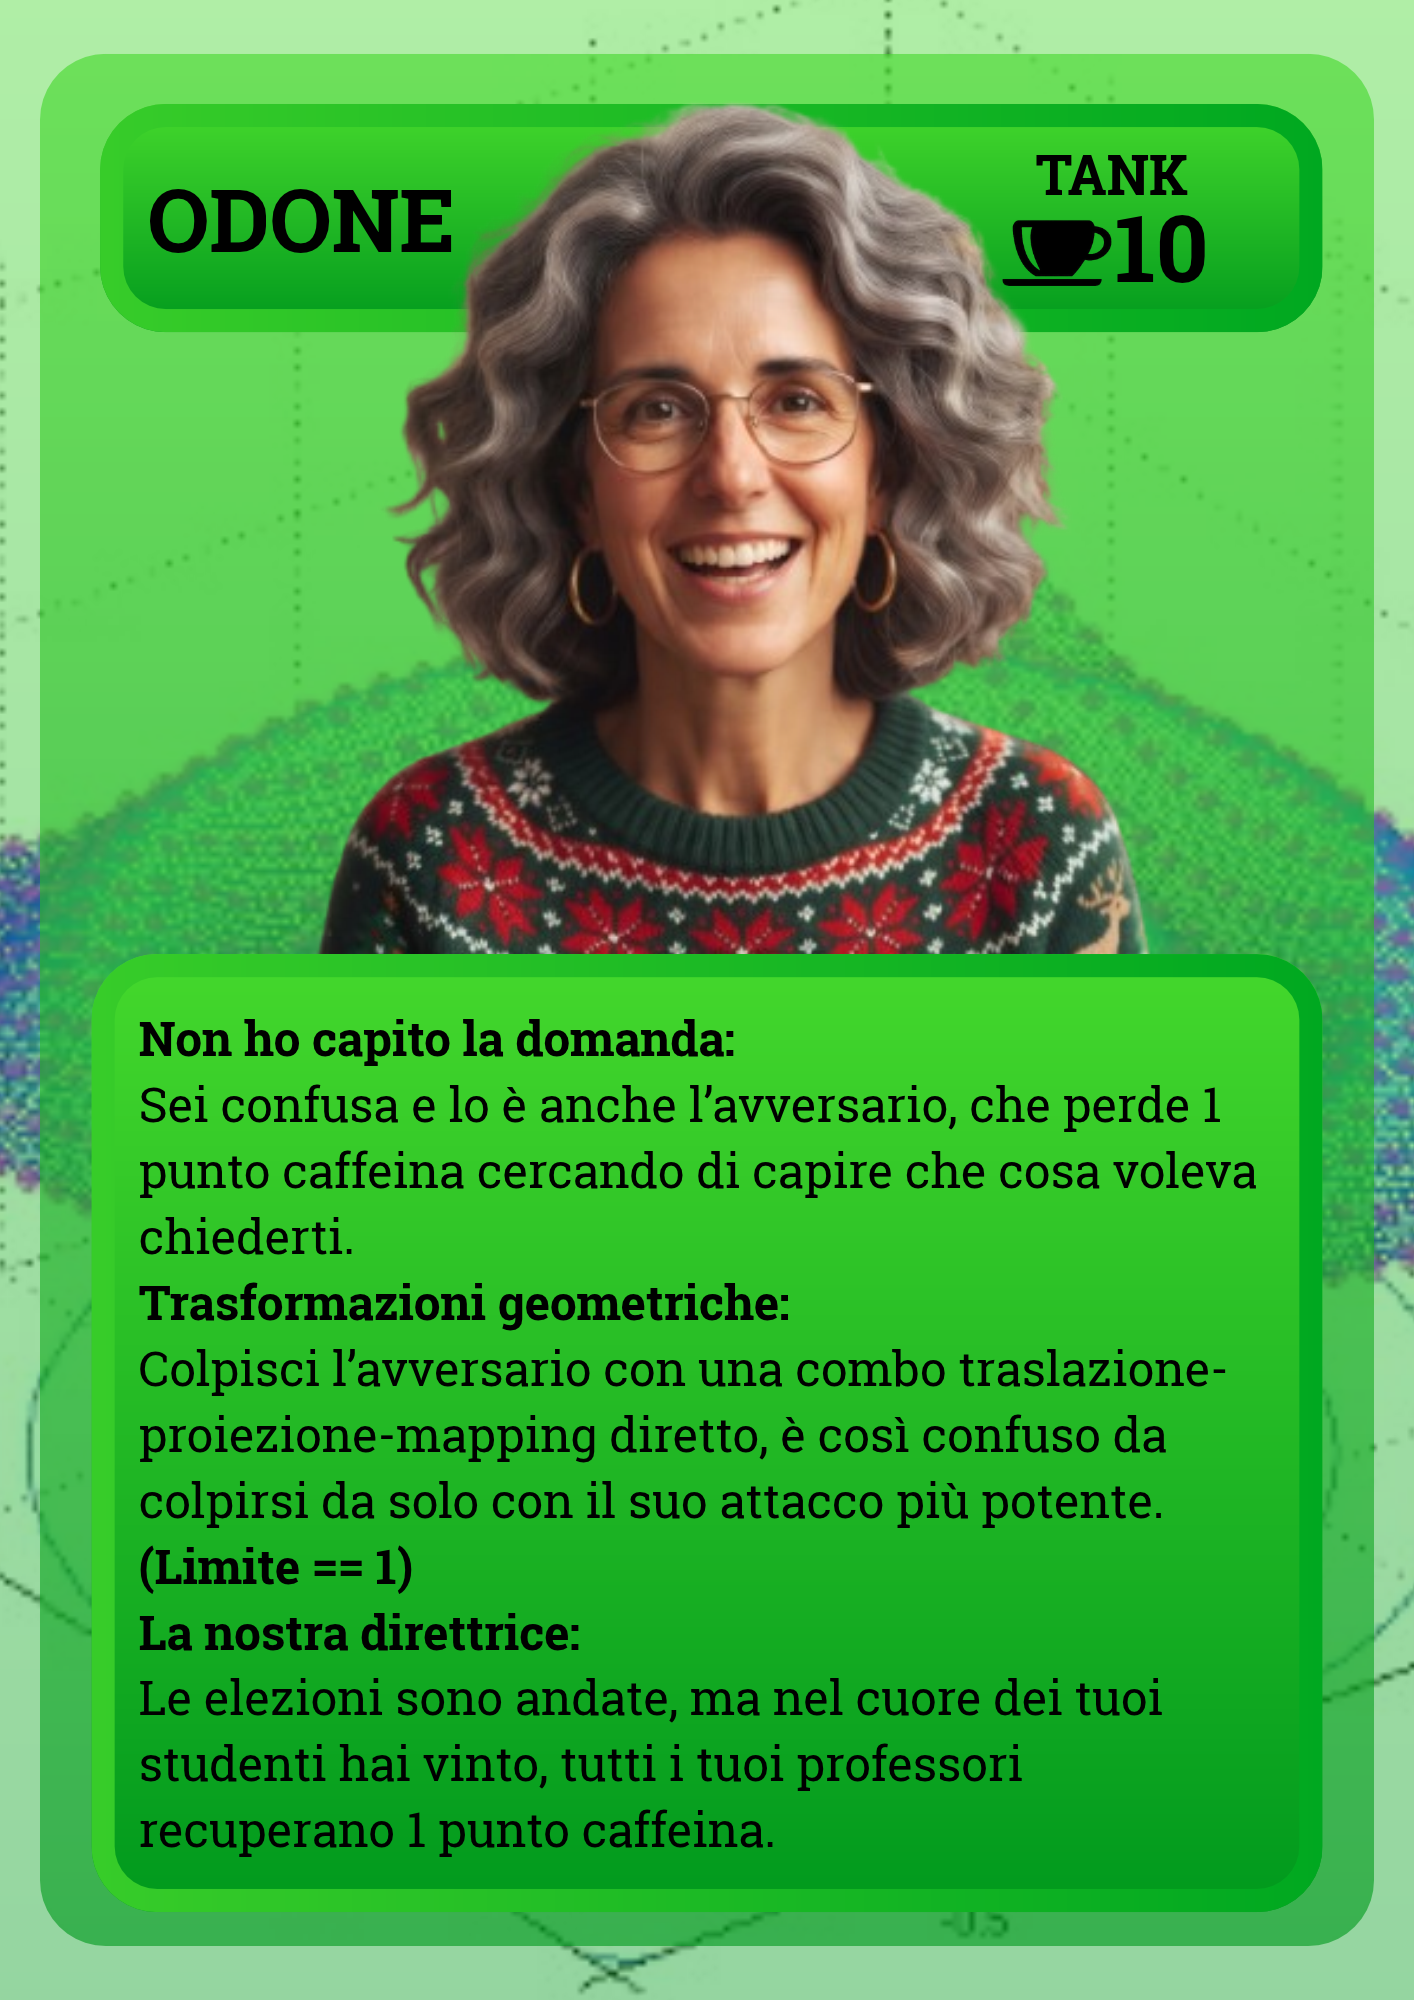 ODONE
TANK
10
Non ho capito la domanda:
Sei confusa e lo è anche l’avversario, che perde 1
punto caffeina cercando di capire che cosa voleva
chiederti.
Trasformazioni geometriche:
Colpisci l’avversario con una combo traslazione-
proiezione-mapping diretto, è così confuso da
colpirsi da solo con il suo attacco più potente.
(Limite == 1)
La nostra direttrice:
Le elezioni sono andate, ma nel cuore dei tuoi
studenti hai vinto, tutti i tuoi professori
recuperano 1 punto caffeina.
-0.5